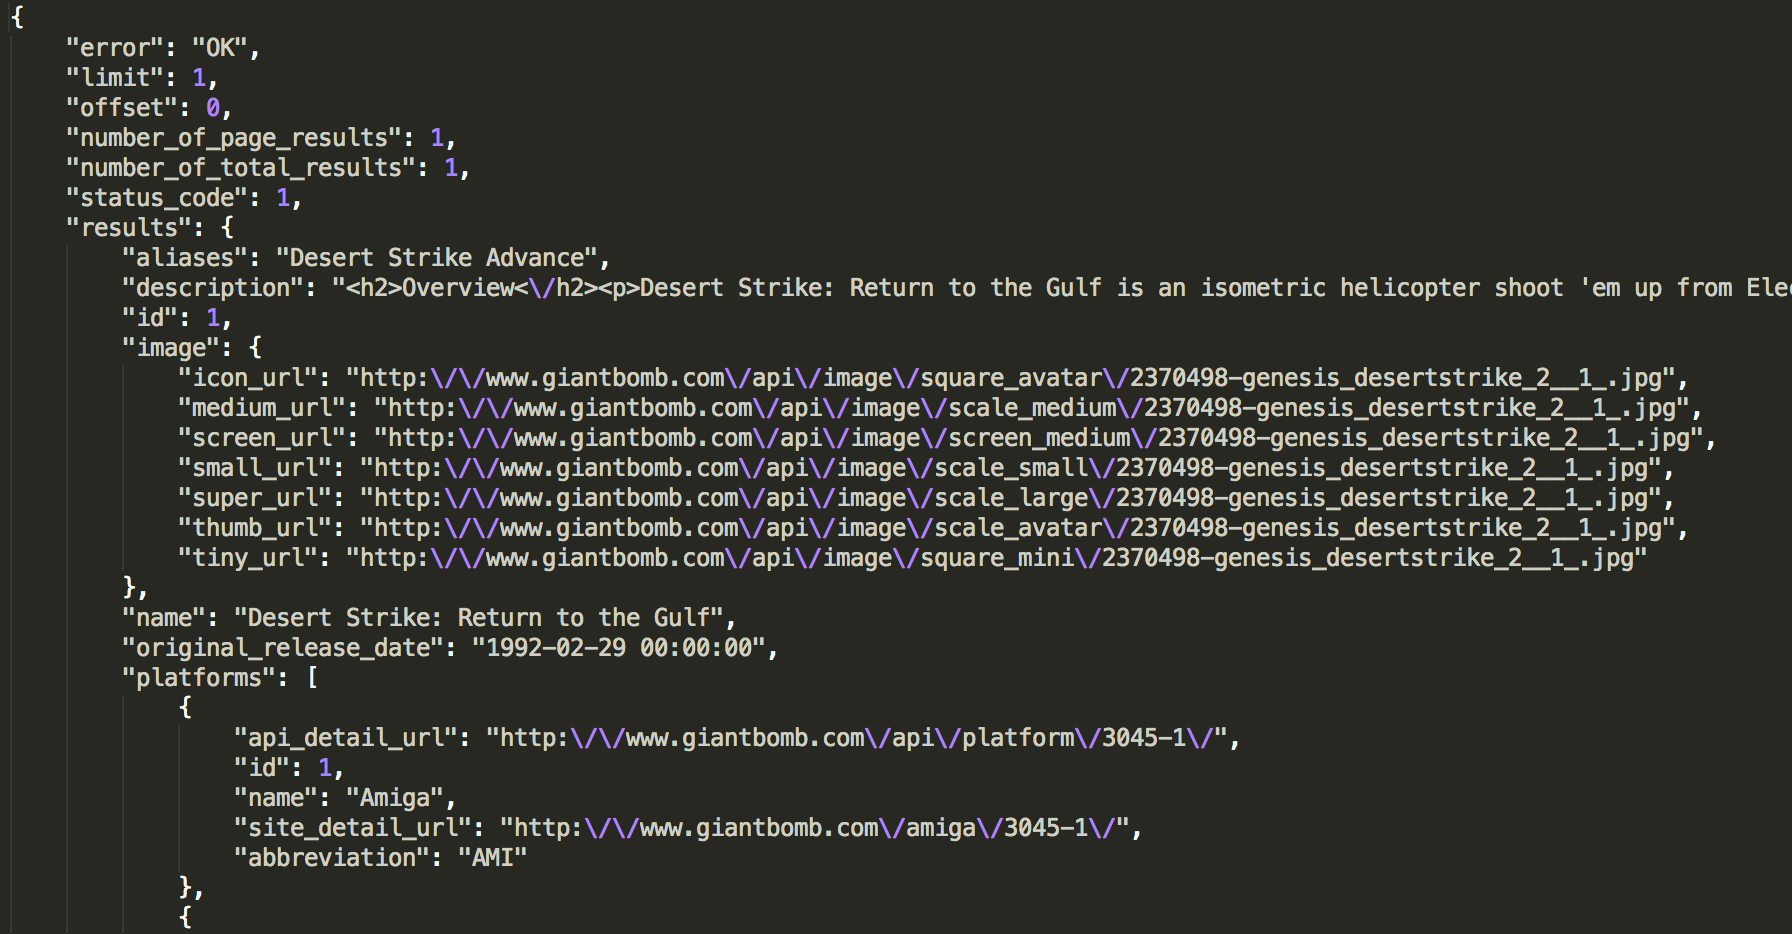 {
"error": "OK",
"limit": 1,
"offset": 0,
"number_of_page_results": 1,
"number_of_total_results": 1,
"status_code": 1,
"results": {
"aliases": "Desert Strike Advance",
"description": "<h2>Overview<\/h2><p>Desert Strike: Return to the Gulf is an isometric helicopter shoot 'em up from Elec
"id": 1,
"image": {
"icon_url": "http:\/\/www.giantbomb.com\/api\/image\/square_avatar\/2370498-genesis_desertstrike_2__1_.jpg",
"medium_url": "http:\/\/www.giantbomb.com\/api\/image\/scale_medium\/2370498-genesis_desertstrike_2__1_.jpg",
"screen_url": "http:\/\/www.giantbomb.com\/api\/image\/screen_medium\/2370498-genesis_desertstrike_2__1_.jpg",
"small_url": "http:\/\/www.giantbomb.com\/api\/image\/scale_small\/2370498-genesis_desertstrike_2__1_.jpg",
"super_url": "http:\/\/www.giantbomb.com\/api\/image\/scale_large\/2370498-genesis_desertstrike_2__1_.jpg",
"thumb_url": "http:\/\/www.giantbomb.com\/api\/image\/scale_avatar\/2370498-genesis_desertstrike_2__1_.jpg",
"tiny_url": "http:\/\/www.giantbomb.com\/api\/image\/square_mini\/2370498-genesis_desertstrike_2__1_.jpg"
},
"name": "Desert Strike: Return to the Gulf",
"original_release_date": "1992-02-29 00:00:00",
"platforms": [
{
"api_detail_url": "http:\/\/www.giantbomb.com\/api\/platform\/3045-1\/",
"id": 1,
"name": "Amiga",
"site_detail_url": "http:\/\/www.giantbomb.com\/amiga\/3045-1\/",
"abbreviation": "AMI"
},
{